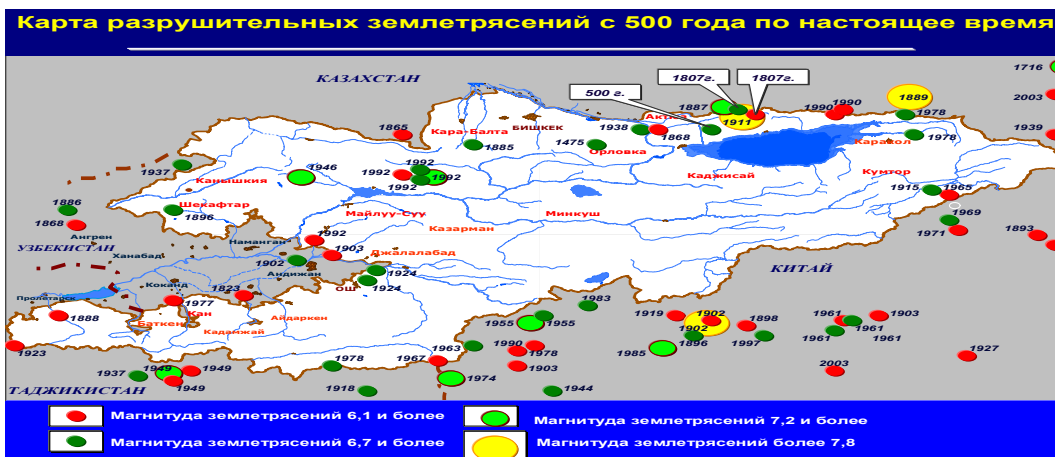 Карта разрушительных землетрясений с 500 года по настоящее время
КАЗАХСТАН
1807г.
1807г.
500 г.
1716
1887
1889
2003
1911
1990
1990
1978
Актюз
Кара-Балта
БИШКЕК
1865
1938
1868
1939
1978
1885
1475
Орловка
Каракол
1937
1946
1992
1992
1992
1992
Канышкия
Каджисай
Кумтор
1915
1965
1886
Шекафтар
1896
Майлуу-Суу
Минкуш
1868
1969
Ангрен
Казарман
1971
1893
УЗБЕКИСТАН
Наманган
1992
1903
Ханабад
1902
Джалалабад
Андижан
1924
КИТАЙ
Коканд
ОШ
1924
Пролетарск
1823
1977
1983
1888
Кан
Айдаркен
Баткен
Каданжай
1955
1955
1919
1902
1898
1961
1903
1902
1961
1896
1997
1961
1961
1923
1963
1990
1978
1985
1927
1978
1967
1903
2003
1937
1949
1949
1949
1974
1918
1944
ТАДЖИКИСТАН
Магнитуда землетрясений 6,1 и более
Магнитуда землетрясений 7,2 и более
Магнитуда землетрясений 6,7 и более
Магнитуда землетрясений более 7,8